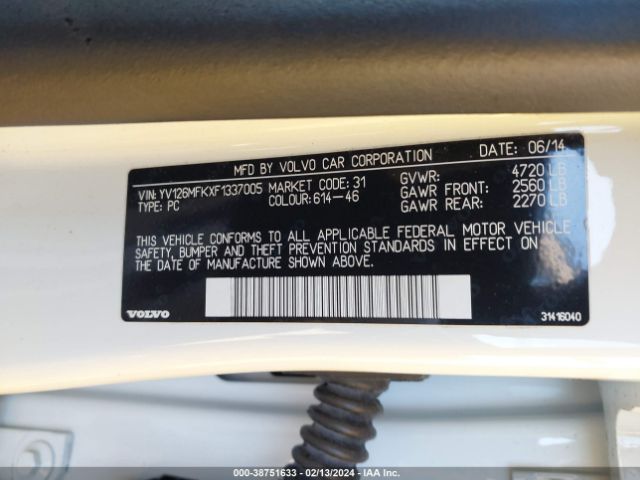 MFD BY VOLVO CAR CORPORATION DATE: 06/14
VIN: YV126MFKXF1337005 MARKET CODE: 31 GVWR: 4720 LB
TYPE: PC COLOUR: 614-46 GAWR FRONT: 2560 LB
GAWR REAR: 2270 LB
THIS VEHICLE CONFORMS TO ALL APPLICABLE FEDERAL MOTOR VEHICLE
SAFETY, BUMPER AND THEFT PREVENTION STANDARDS IN EFFECT ON
THE DATE OF MANUFACTURE SHOWN ABOVE.
VOLVO 31416040
000-38751633 - 02/13/2024 - IAA Inc.